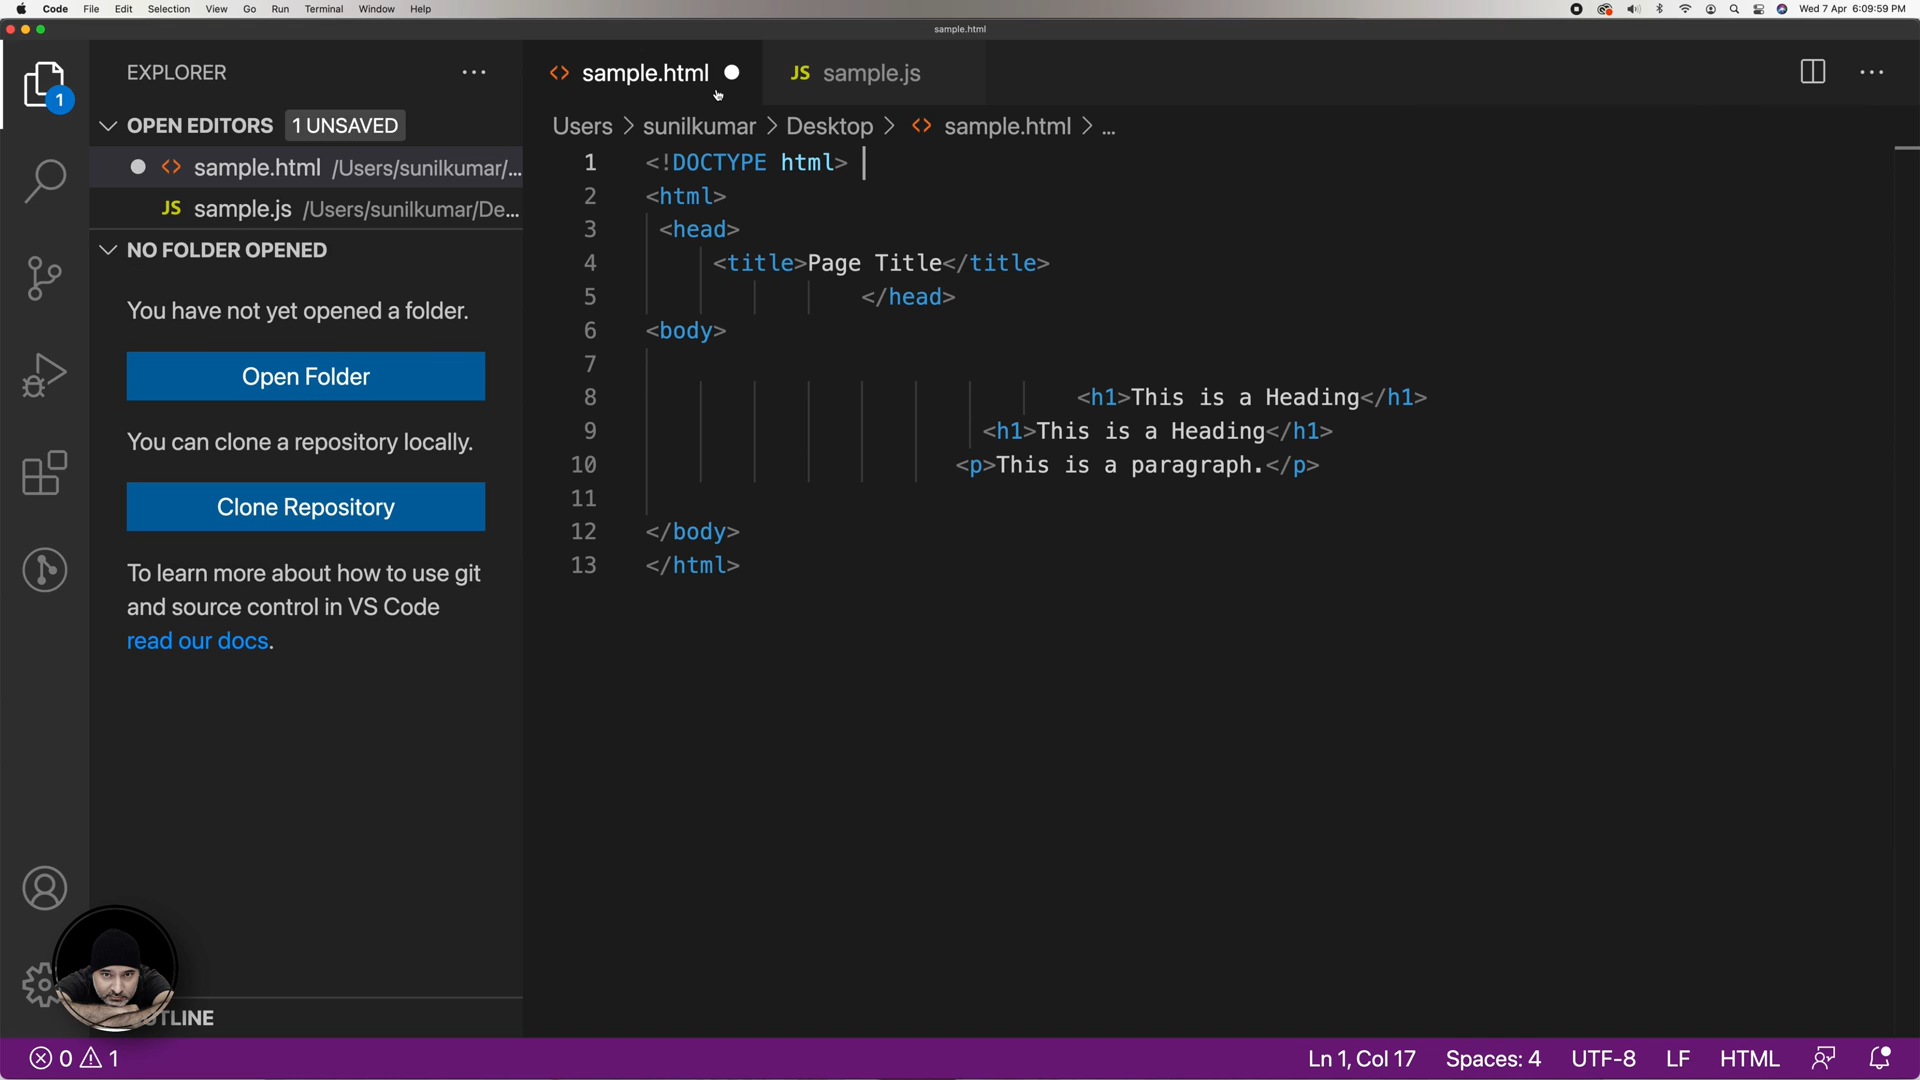 Code File Edit Selection View Go Run Terminal Window Help Wed 7 Apr 6:09:59 PM
sample.html
EXPLORER
OPEN EDITORS 1 UNSAVED
sample.html /Users/sunilkumar/...
JS sample.js /Users/sunilkumar/De...
NO FOLDER OPENED
You have not yet opened a folder.
Open Folder
You can clone a repository locally.
Clone Repository
To learn more about how to use git
and source control in VS Code
read our docs.
1
sample.html JS sample.js
Users > sunilkumar > Desktop > sample.html > ...
1 <!DOCTYPE html>
2 <html>
3 <head>
4 <title>Page Title</title>
5 </head>
6 <body>
7
8 <h1>This is a Heading</h1>
9 <h1>This is a Heading</h1>
10 <p>This is a paragraph.</p>
11
12 </body>
13 </html>
0 1 Ln 1, Col 17 Spaces: 4 UTF-8 LF HTML